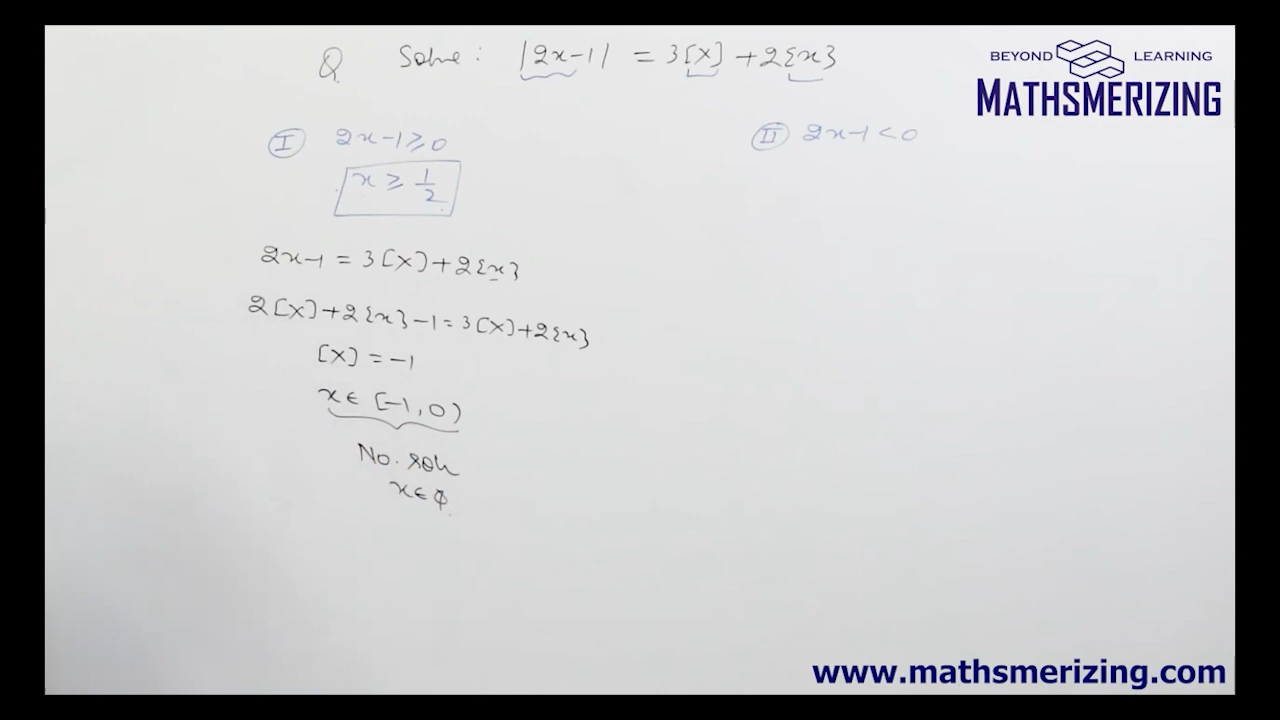 Q Solve : |2x-1| = 3[x] + 2{x}
BEYOND LEARNING
MATHSMERIZING
I 2x-1 ≥ 0
x ≥ 1/2
II 2x-1 < 0
2x-1 = 3[x]+2{x}
2[x]+2{x}-1 = 3[x]+2{x}
[x] = -1
x ∈ [-1, 0)
No. soln
x ∈ ϕ
www.mathsmerizing.com